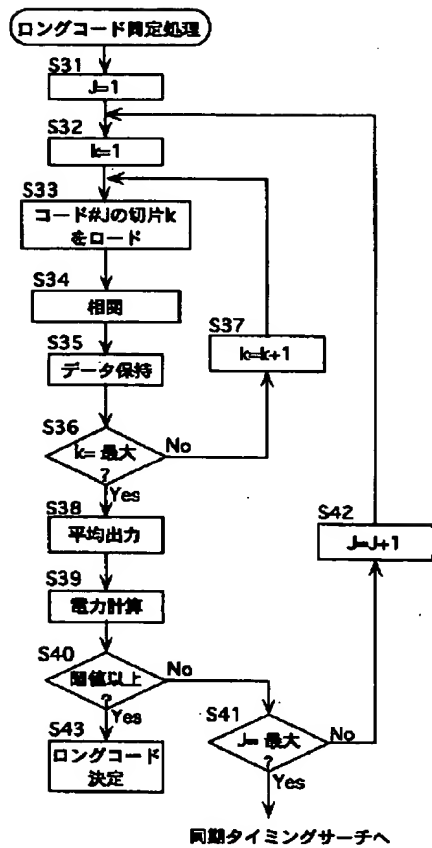 ロングコード同定処理
S31
J=1
S32
k=1
S33
コード#Jの切片k
をロード
S34
相関
S37
k=k+1
S35
データ保持
S36
k= 最大
?
No
Yes
S38
平均出力
S42
J=J+1
S39
電力計算
S40
閾値以上
?
No
Yes
S41
J= 最大
?
No
Yes
S43
ロングコード
決定
同期タイミングサーチへ